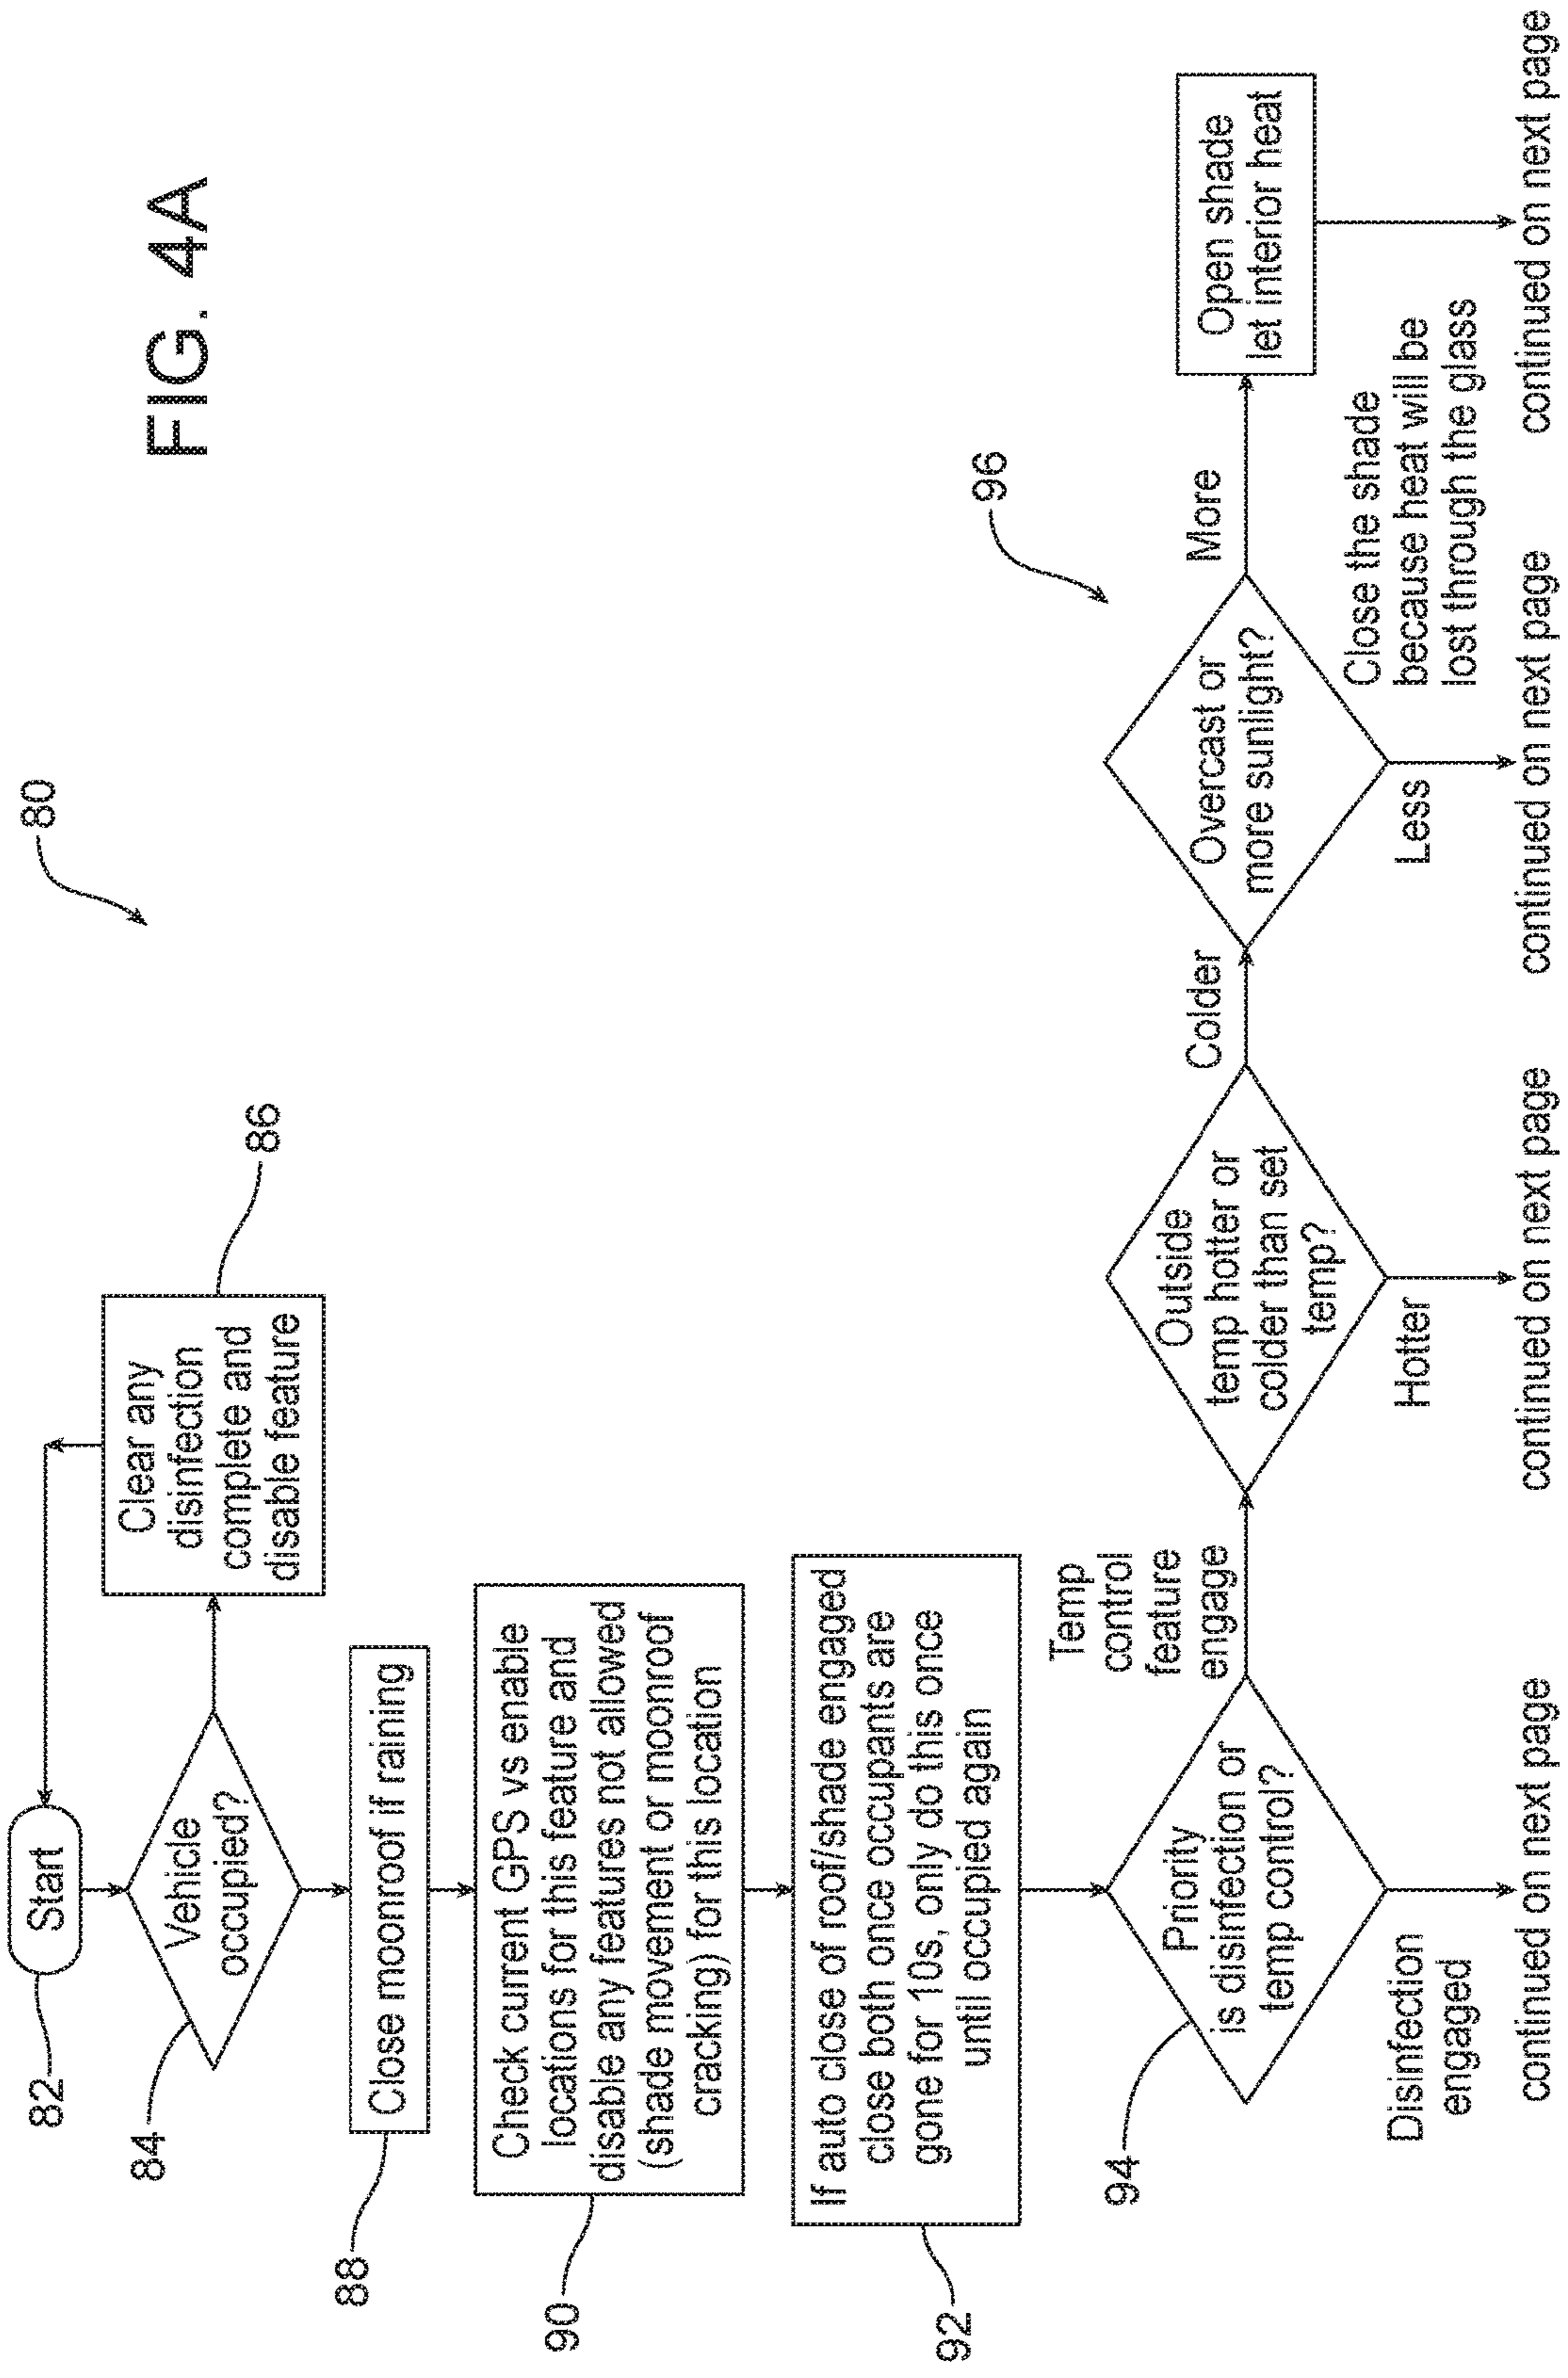 FIG. 4A
80
82
Start
84
Vehicle
occupied?
86
Clear any
disinfection
complete and
disable feature
88
Close moonroof if raining
90
Check current GPS vs enable
locations for this feature and
disable any features not allowed
(shade movement or moonroof
cracking) for this location
92
If auto close of roof/shade engaged
close both once occupants are
gone for 10s, only do this once
until occupied again
94
Priority
is disinfection or
temp control?
Temp
control
feature
engage
Disinfection
engaged
continued on next page
Outside
temp hotter or
colder than set
temp?
Colder
Hotter
continued on next page
96
Overcast or
more sunlight?
More
Less
Close the shade
because heat will be
lost through the glass
continued on next page
Open shade
let interior heat
continued on next page